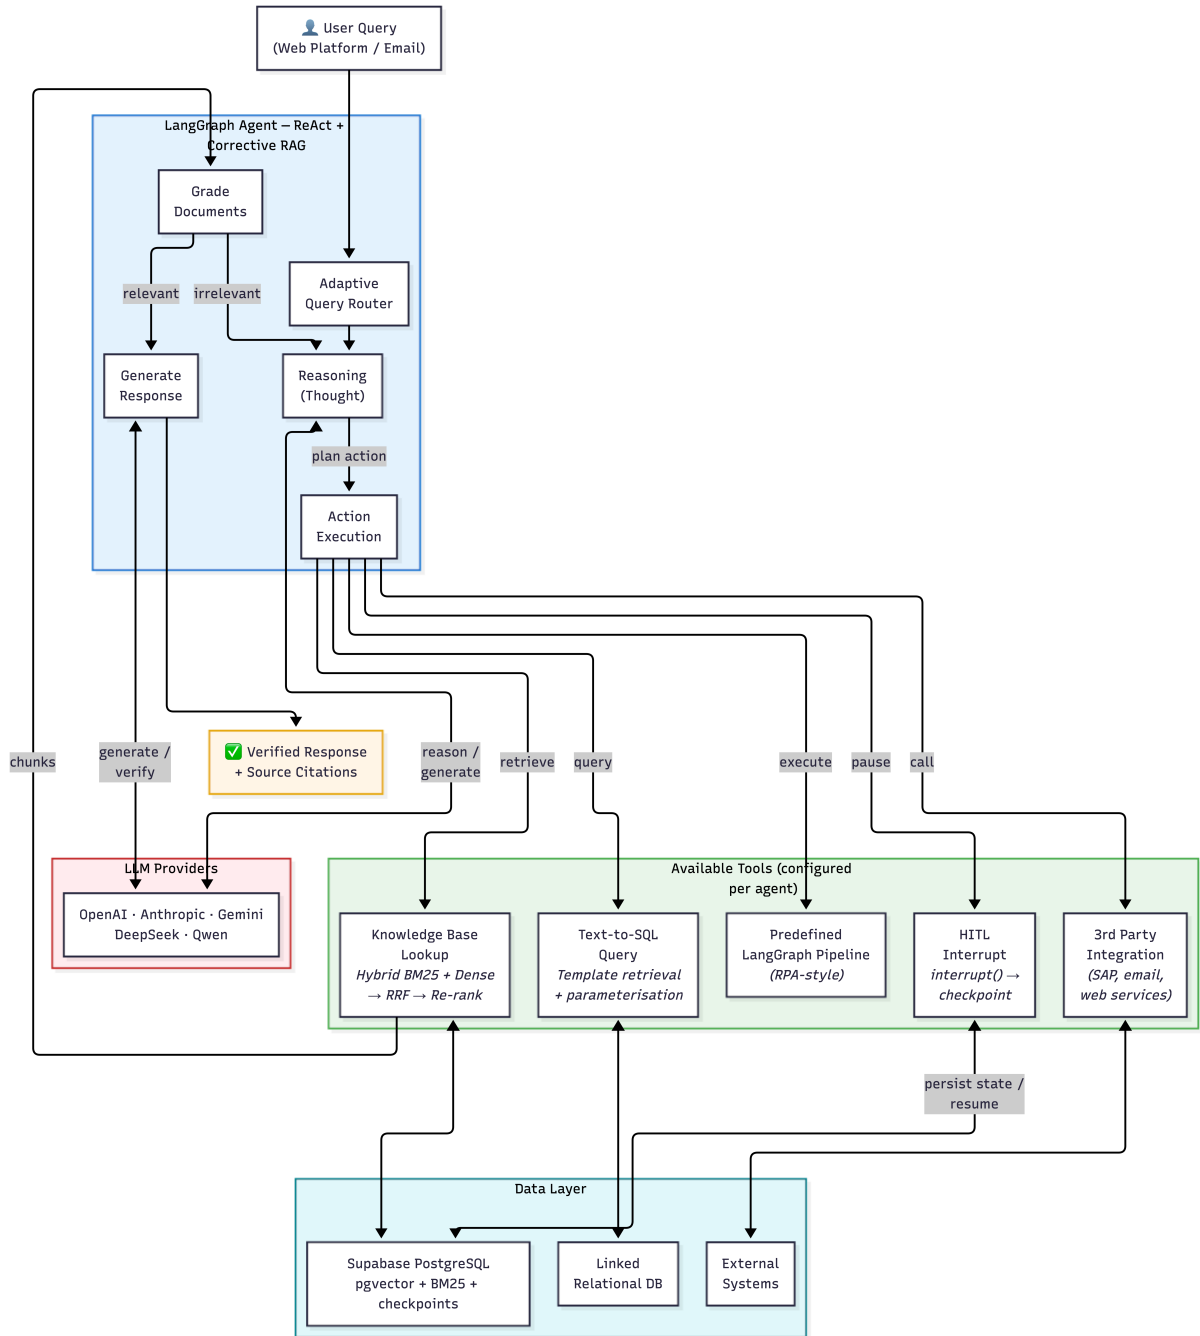 👤 User Query
(Web Platform / Email)
LangGraph Agent — ReAct +
Corrective RAG
Grade
Documents
Adaptive
Query Router
relevant
irrelevant
Generate
Response
Reasoning
(Thought)
plan action
Action
Execution
chunks
generate /
verify
✅ Verified Response
+ Source Citations
reason /
generate
retrieve
query
execute
pause
call
LLM Providers
OpenAI · Anthropic · Gemini
DeepSeek · Qwen
Available Tools (configured
per agent)
Knowledge Base
Lookup
Hybrid BM25 + Dense
→ RRF → Re-rank
Text-to-SQL
Query
Template retrieval
+ parameterisation
Predefined
LangGraph Pipeline
(RPA-style)
HITL
Interrupt
interrupt() →
checkpoint
3rd Party
Integration
(SAP, email,
web services)
persist state /
resume
Data Layer
Supabase PostgreSQL
pgvector + BM25 +
checkpoints
Linked
Relational DB
External
Systems